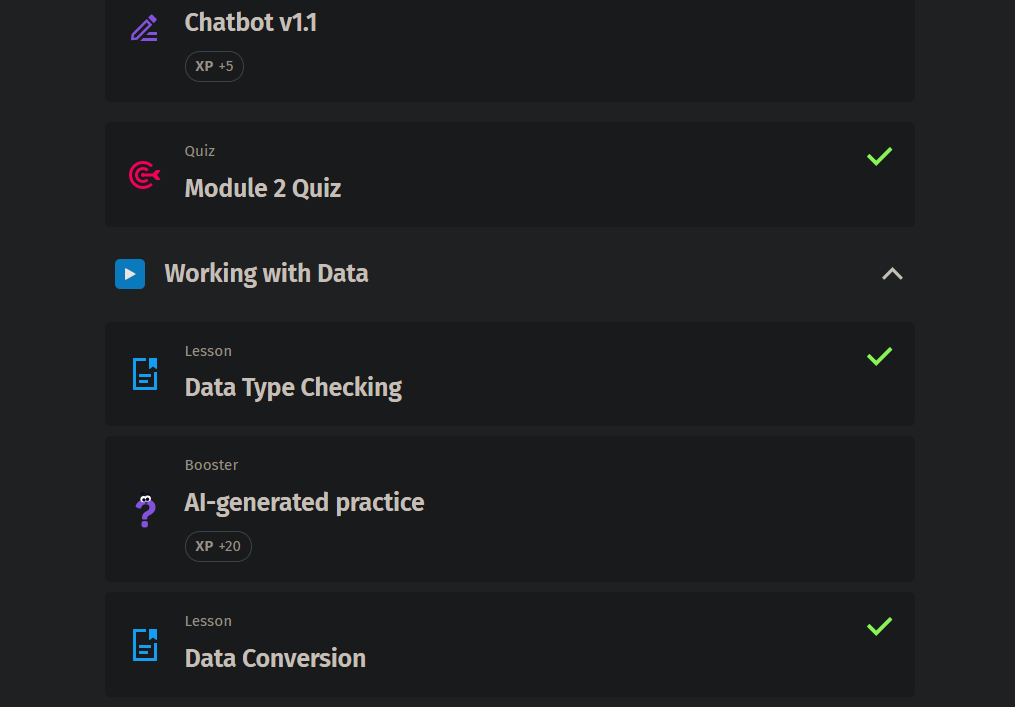 Chatbot v1.1
XP +5
Quiz
Module 2 Quiz
Working with Data
Lesson
Data Type Checking
Booster
AI-generated practice
XP +20
Lesson
Data Conversion